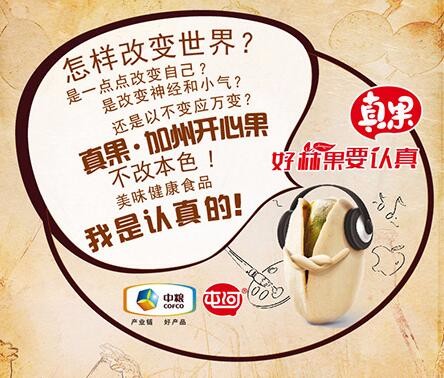 怎样改变世界？
是一点点改变自己？
是改变神经和小气？
还是以不变应万变？
真果·加州开心果
不改本色！
美味健康食品
我是认真的！
真果
好林果要认真
中粮
COFCO
产业链 好产品
屯河